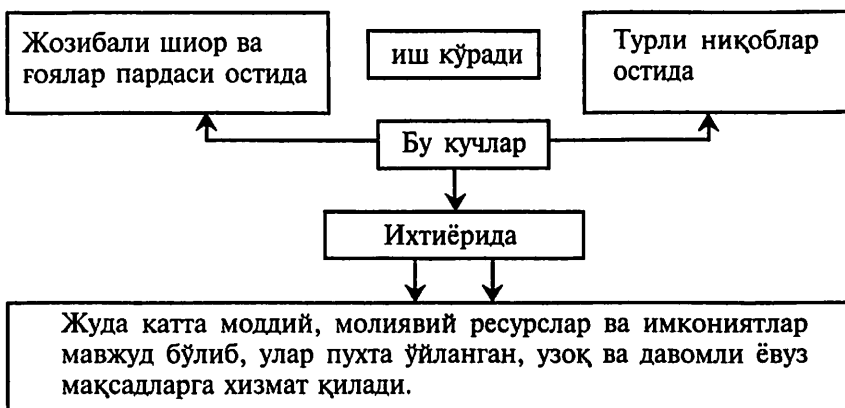 Жозибали шиор ва
ғоялар пардаси остида
иш кўради
Турли ниқоблар
остида
Бу кучлар
Ихтиёрида
Жуда катта моддий, молиявий ресурслар ва имкониятлар
мавжуд бўлиб, улар пухта ўйланган, узоқ ва давомли ёвуз
мақсадларга хизмат қилади.